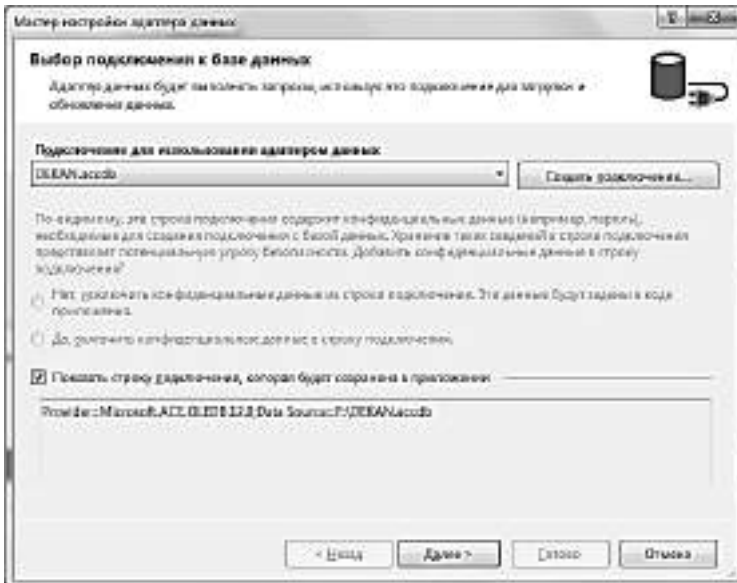 Мастер настройки адаптера данных
Выбор подключения к базе данных
Адаптер данных будет выполнять запросы, используя это подключение для загрузки и
обновления данных.
Подключение для использования адаптером данных
DEKAN.accdb
Создать подключение...
По-видимому, эта строка подключения содержит конфиденциальные данные (например, пароль),
необходимые для создания подключения с базой данных. Хранение таких сведений в строке подключения
представляет потенциальную угрозу безопасности. Добавить конфиденциальные данные в строку
подключения?
Нет, исключить конфиденциальные данные из строки подключения. Эти данные будут заданы в коде
приложения.
Да, включить конфиденциальные данные в строку подключения.
Показать строку подключения, которая будет сохранена в приложении
Provider=Microsoft.ACE.OLEDB.12.0;Data Source=F:\DEKAN.accdb
< Назад
Далее >
Готово
Отмена